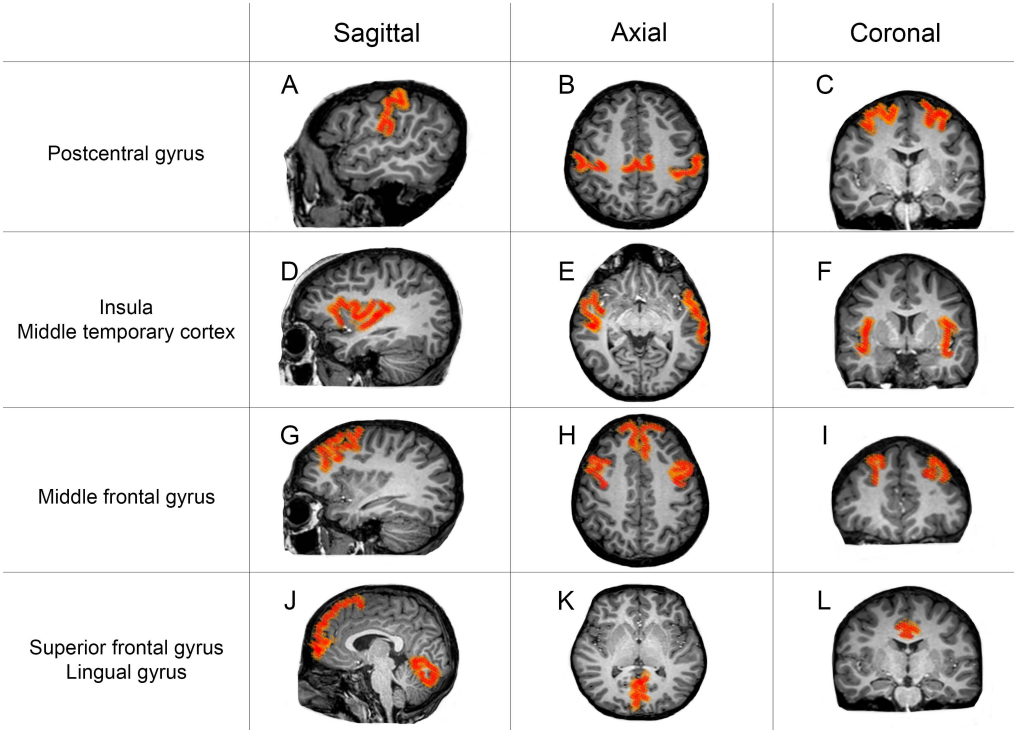 Sagittal Axial Coronal
A B C
Postcentral gyrus
D E F
Insula
Middle temporary cortex
G H I
Middle frontal gyrus
J K L
Superior frontal gyrus
Lingual gyrus